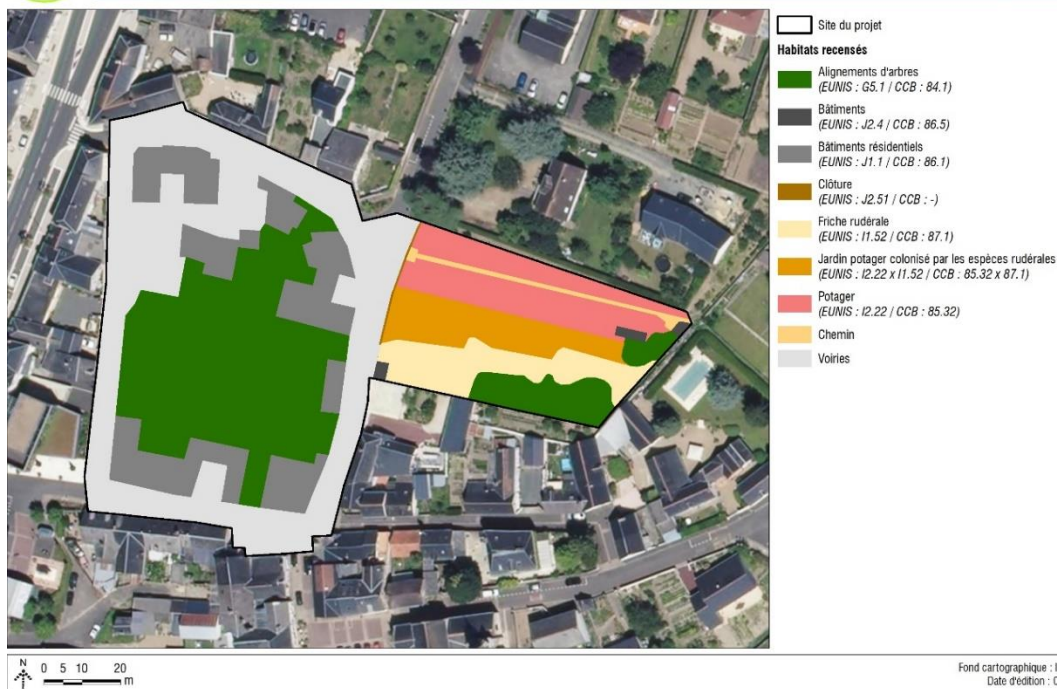 Site du projet
Habitats recensés
Alignements d'arbres
(EUNIS : G5.1 / CCB : 84.1)
Bâtiments
(EUNIS : J2.4 / CCB : 86.5)
Bâtiments résidentiels
(EUNIS : J1.1 / CCB : 86.1)
Clôture
(EUNIS : J2.51 / CCB : -)
Friche rudérale
(EUNIS : I1.52 / CCB : 87.1)
Jardin potager colonisé par les espèces rudérales
(EUNIS : I2.22 x I1.52 / CCB : 85.32 x 87.1)
Potager
(EUNIS : I2.22 / CCB : 85.32)
Chemin
Voiries
N
0 5 10 20
m
Fond cartographique :
Date d'édition :